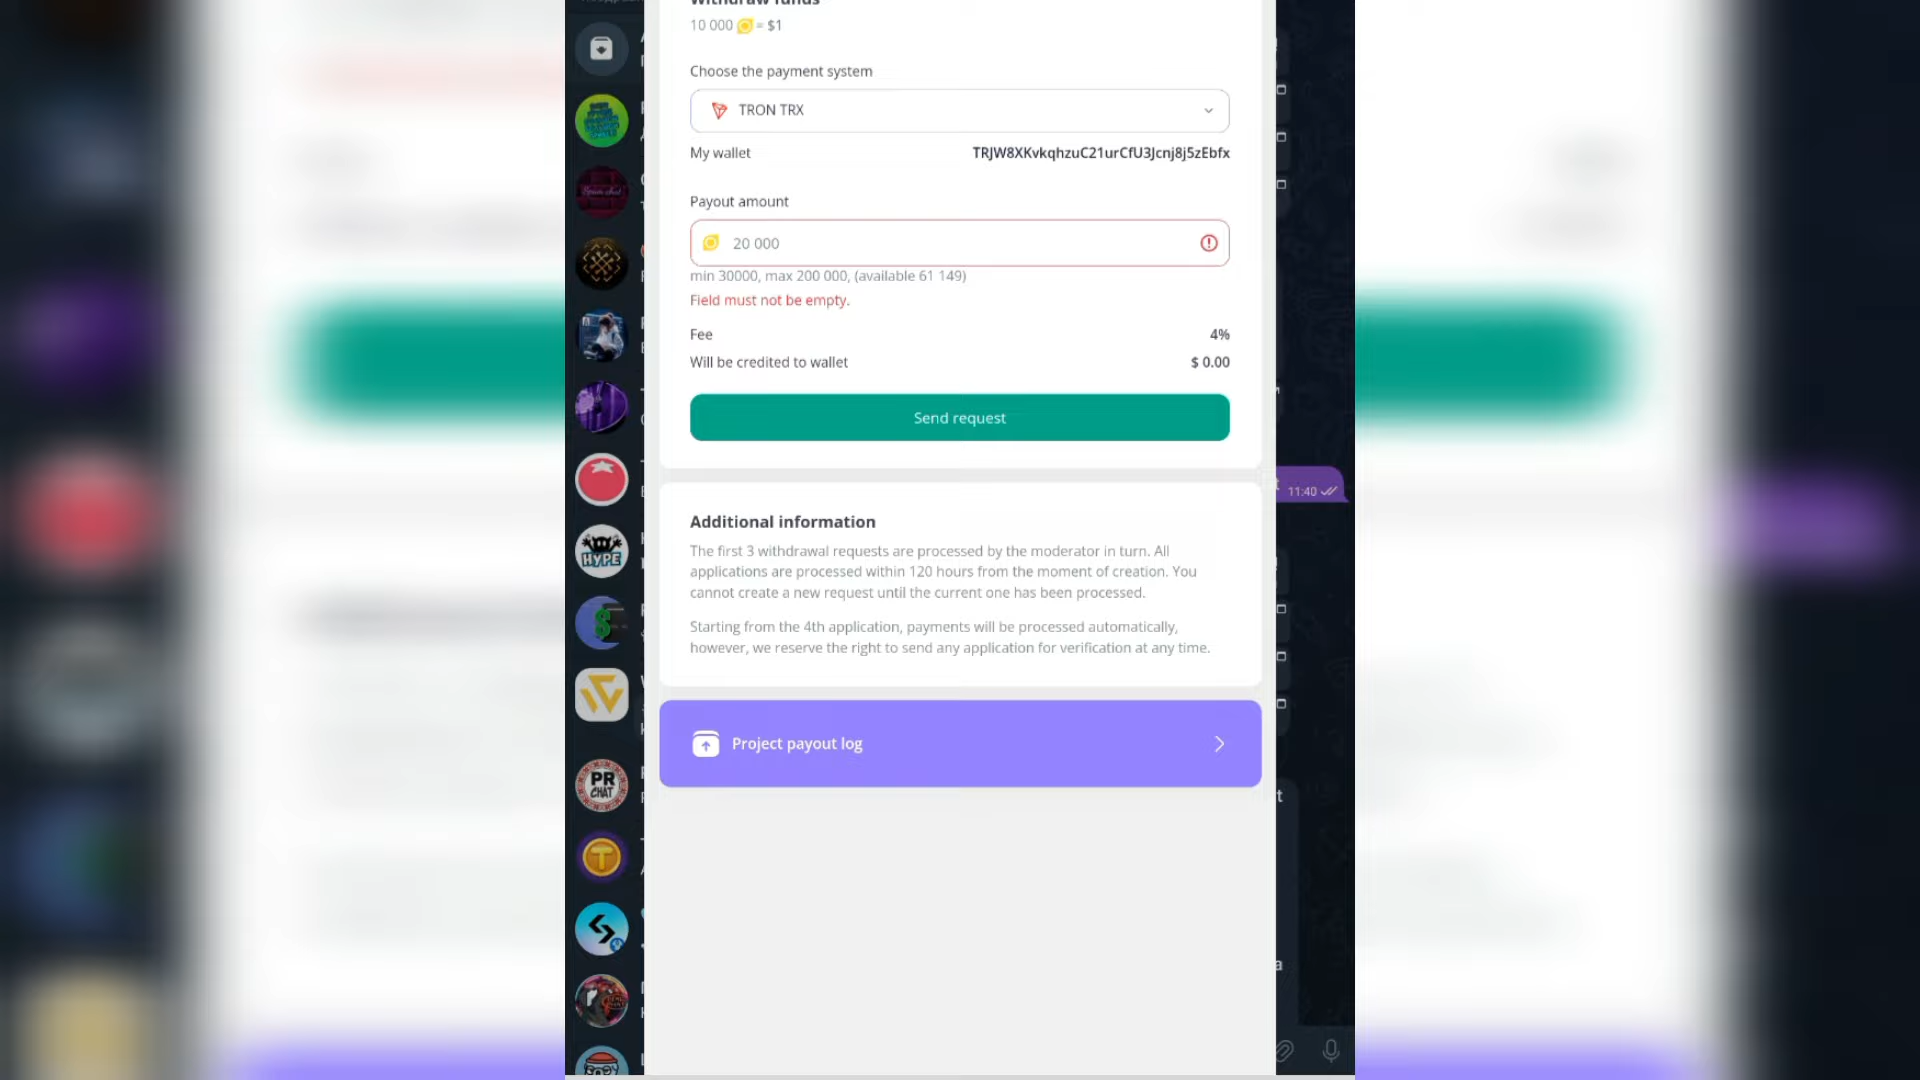 Withdraw funds
10 000 = $1
Choose the payment system
TRON TRX
My wallet TRJW8XKvkqhzuC21urCfU3Jcnj8j5zEbfx
Payout amount
20 000
min 30000, max 200 000, (available 61 149)
Field must not be empty.
Fee 4%
Will be credited to wallet $ 0.00
Send request
11:40
Additional information
The first 3 withdrawal requests are processed by the moderator in turn. All
applications are processed within 120 hours from the moment of creation. You
cannot create a new request until the current one has been processed.
Starting from the 4th application, payments will be processed automatically,
however, we reserve the right to send any application for verification at any time.
Project payout log
HYPE
PR
CHAT